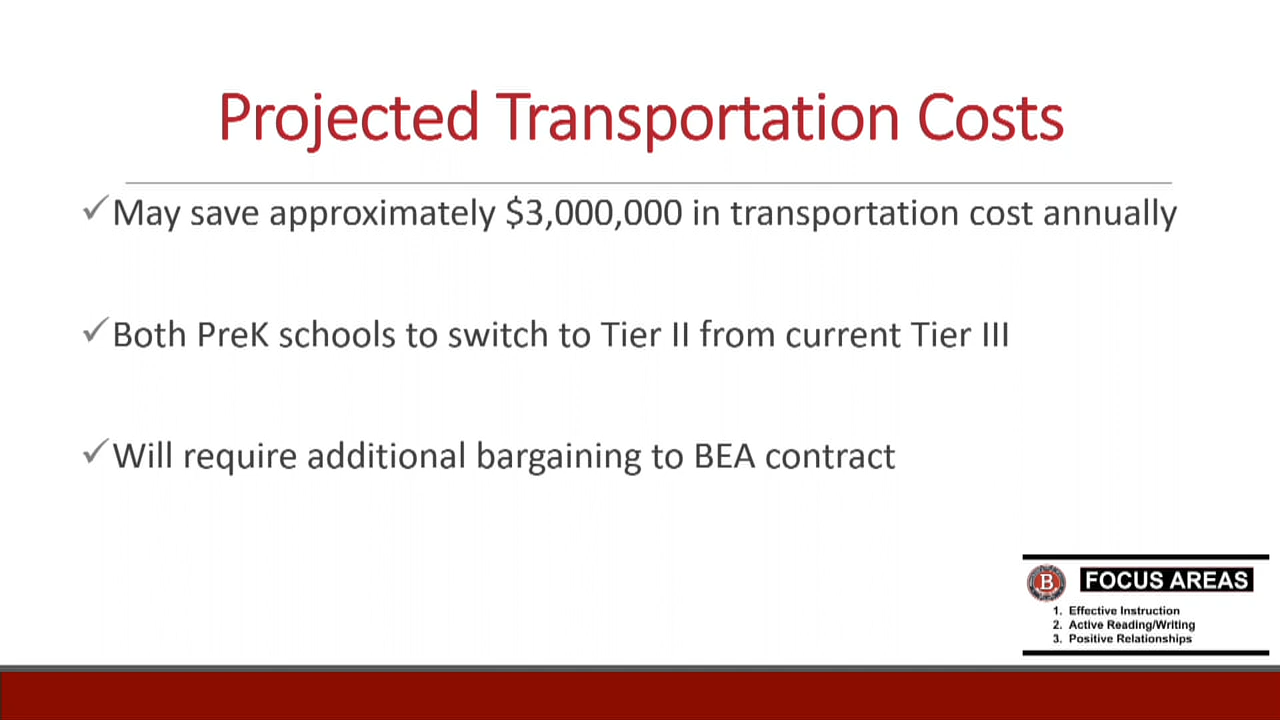 Projected Transportation Costs
✓May save approximately $3,000,000 in transportation cost annually
✓Both PreK schools to switch to Tier II from current Tier III
✓Will require additional bargaining to BEA contract
B
FOCUS AREAS
1. Effective Instruction
2. Active Reading/Writing
3. Positive Relationships